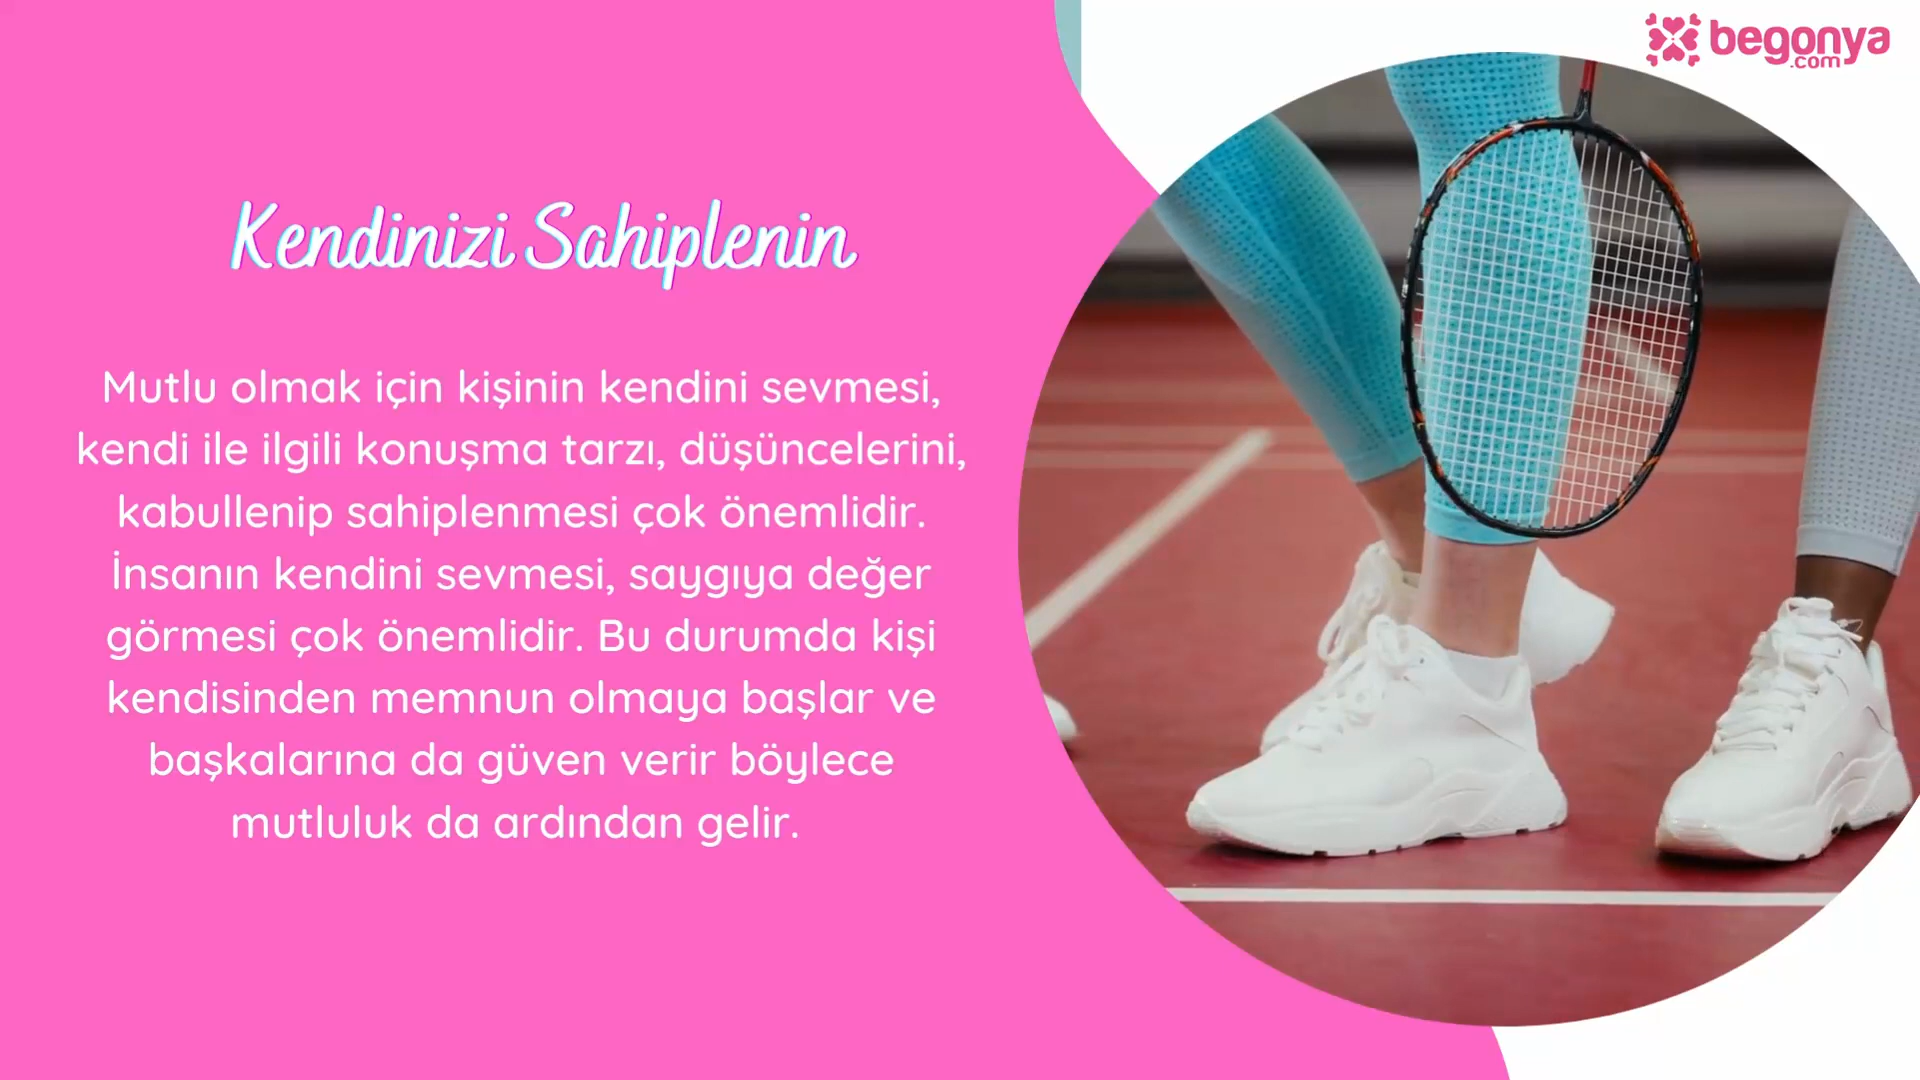 begonya
.com
Kendinizi Sahiplenin
Mutlu olmak için kişinin kendini sevmesi,
kendi ile ilgili konuşma tarzı, düşüncelerini,
kabullenip sahiplenmesi çok önemlidir.
İnsanın kendini sevmesi, saygıya değer
görmesi çok önemlidir. Bu durumda kişi
kendisinden memnun olmaya başlar ve
başkalarına da güven verir böylece
mutluluk da ardından gelir.